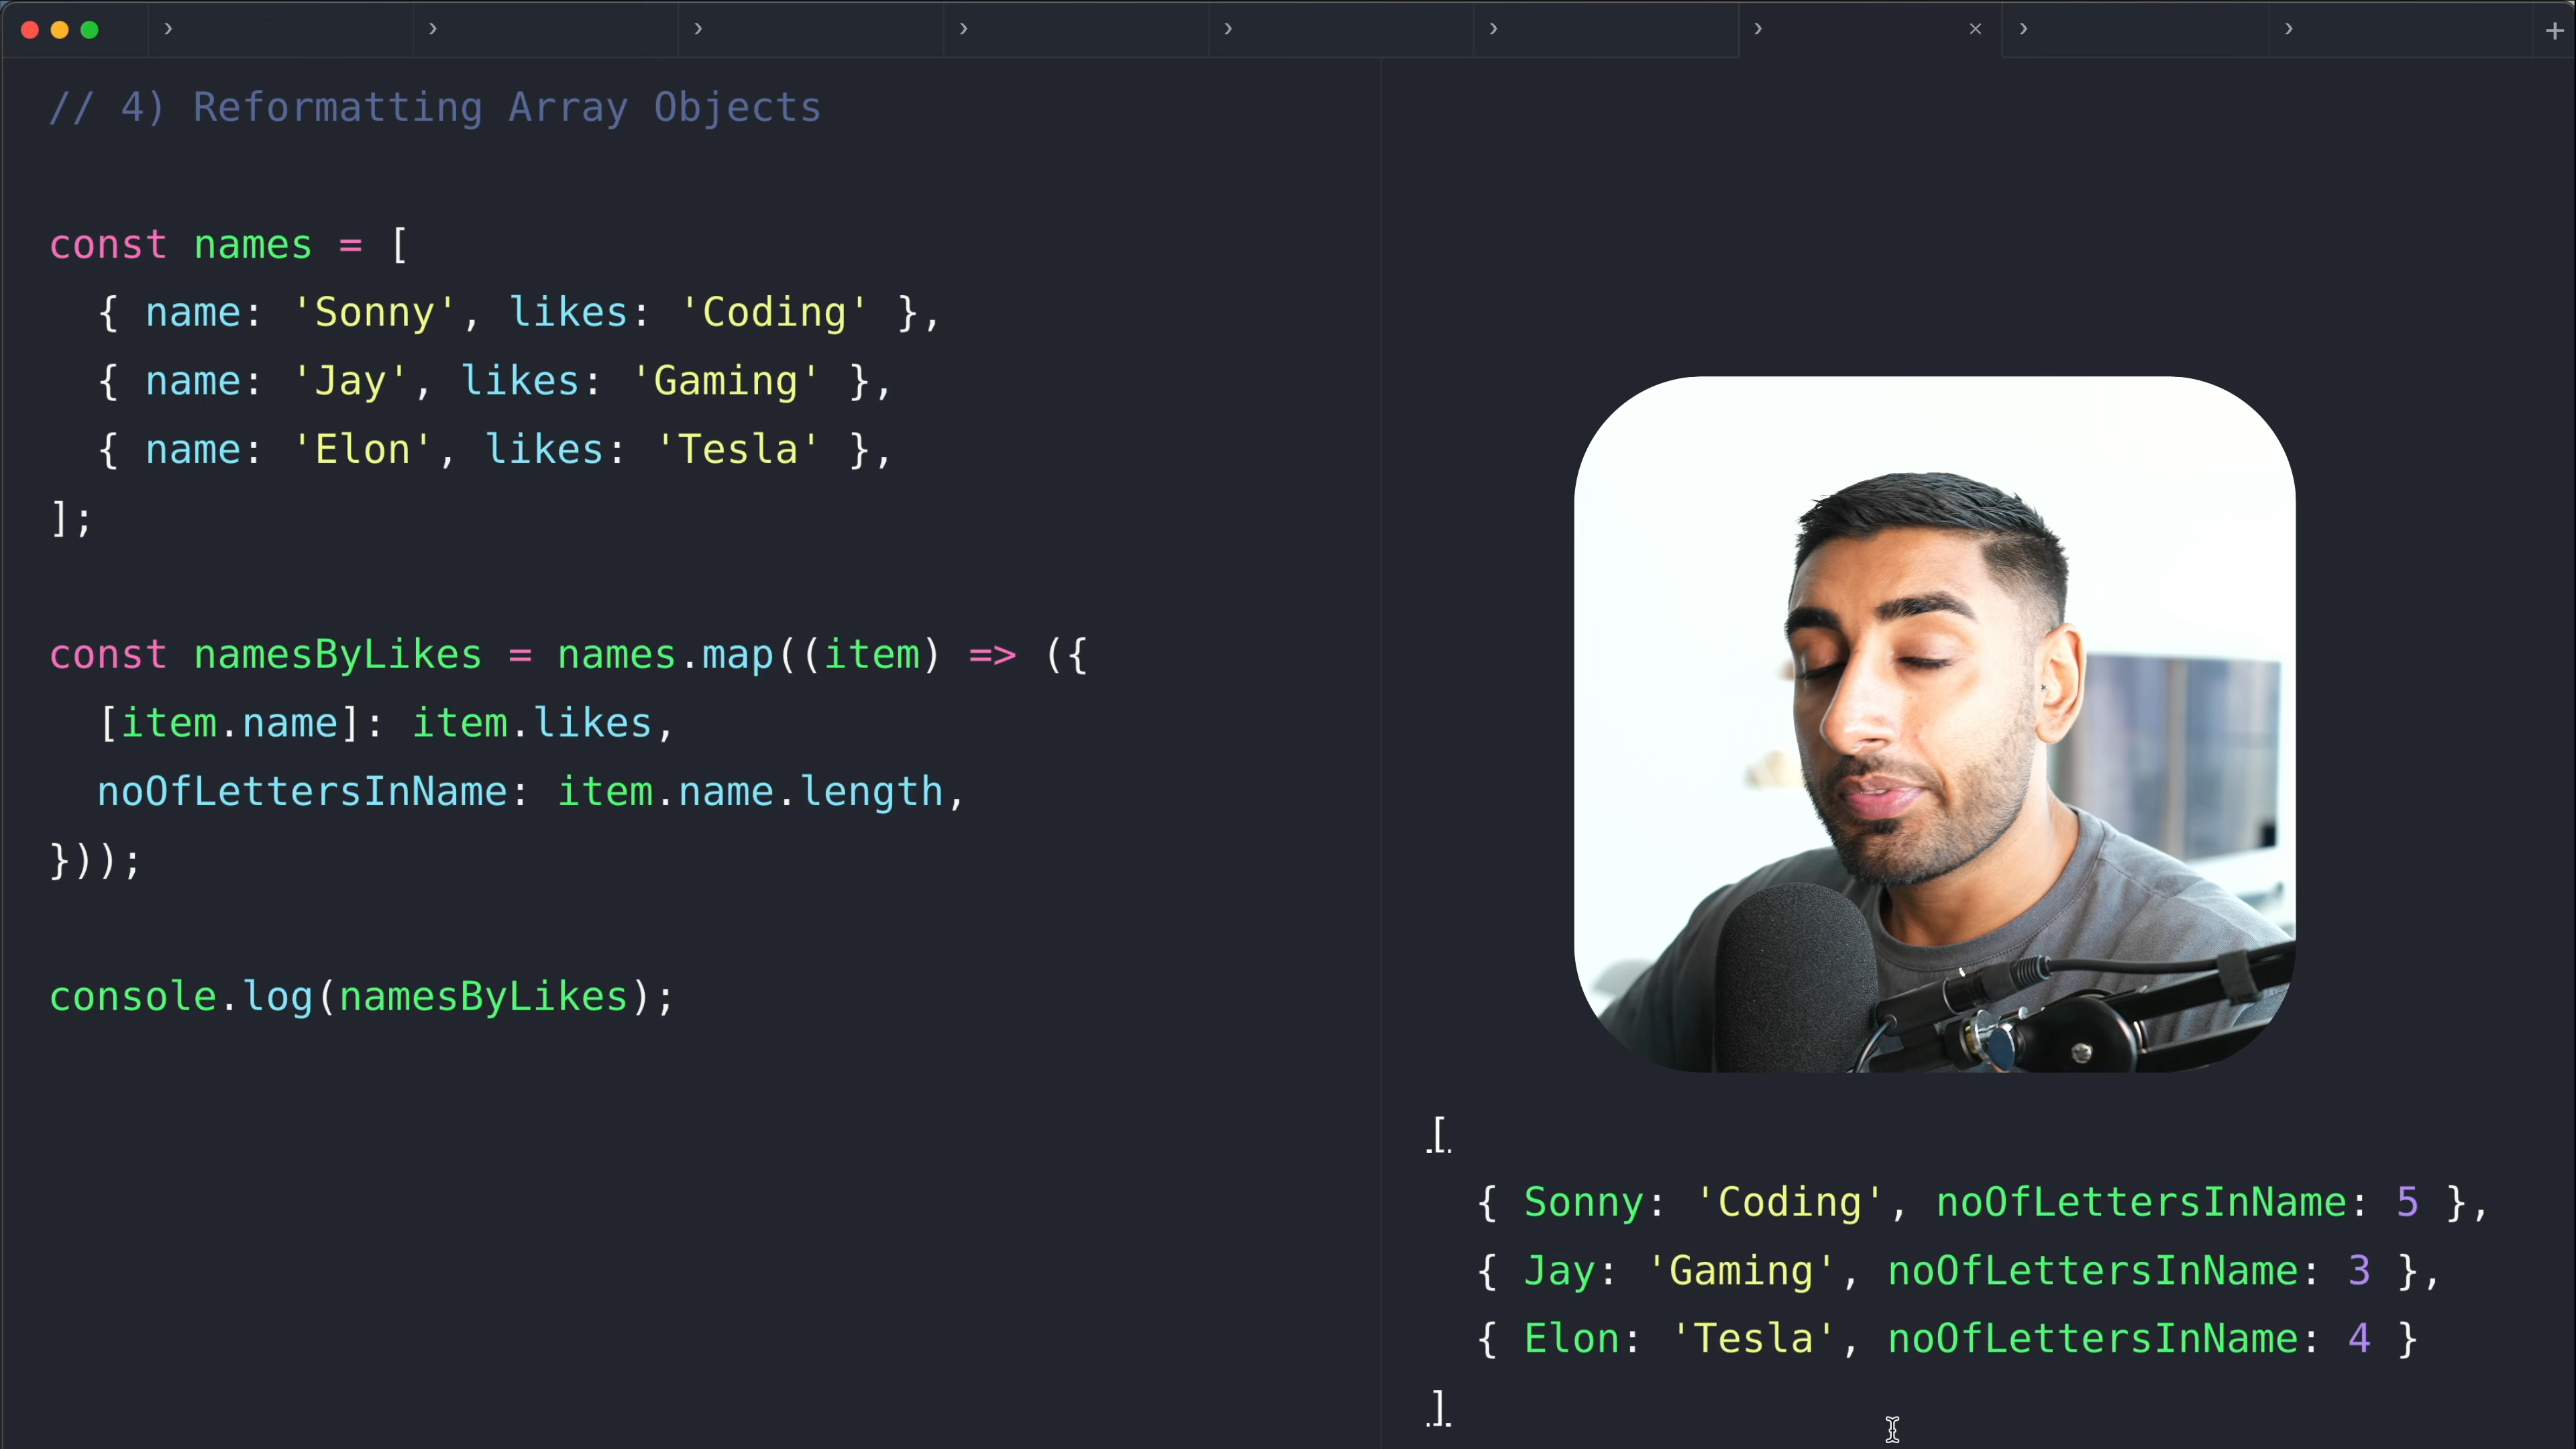 // 4) Reformatting Array Objects
const names = [
  { name: 'Sonny', likes: 'Coding' },
  { name: 'Jay', likes: 'Gaming' },
  { name: 'Elon', likes: 'Tesla' },
];
const namesByLikes = names.map((item) => ({
  [item.name]: item.likes,
  noOfLettersInName: item.name.length,
}));
console.log(namesByLikes);
[
  { Sonny: 'Coding', noOfLettersInName: 5 },
  { Jay: 'Gaming', noOfLettersInName: 3 },
  { Elon: 'Tesla', noOfLettersInName: 4 }
]